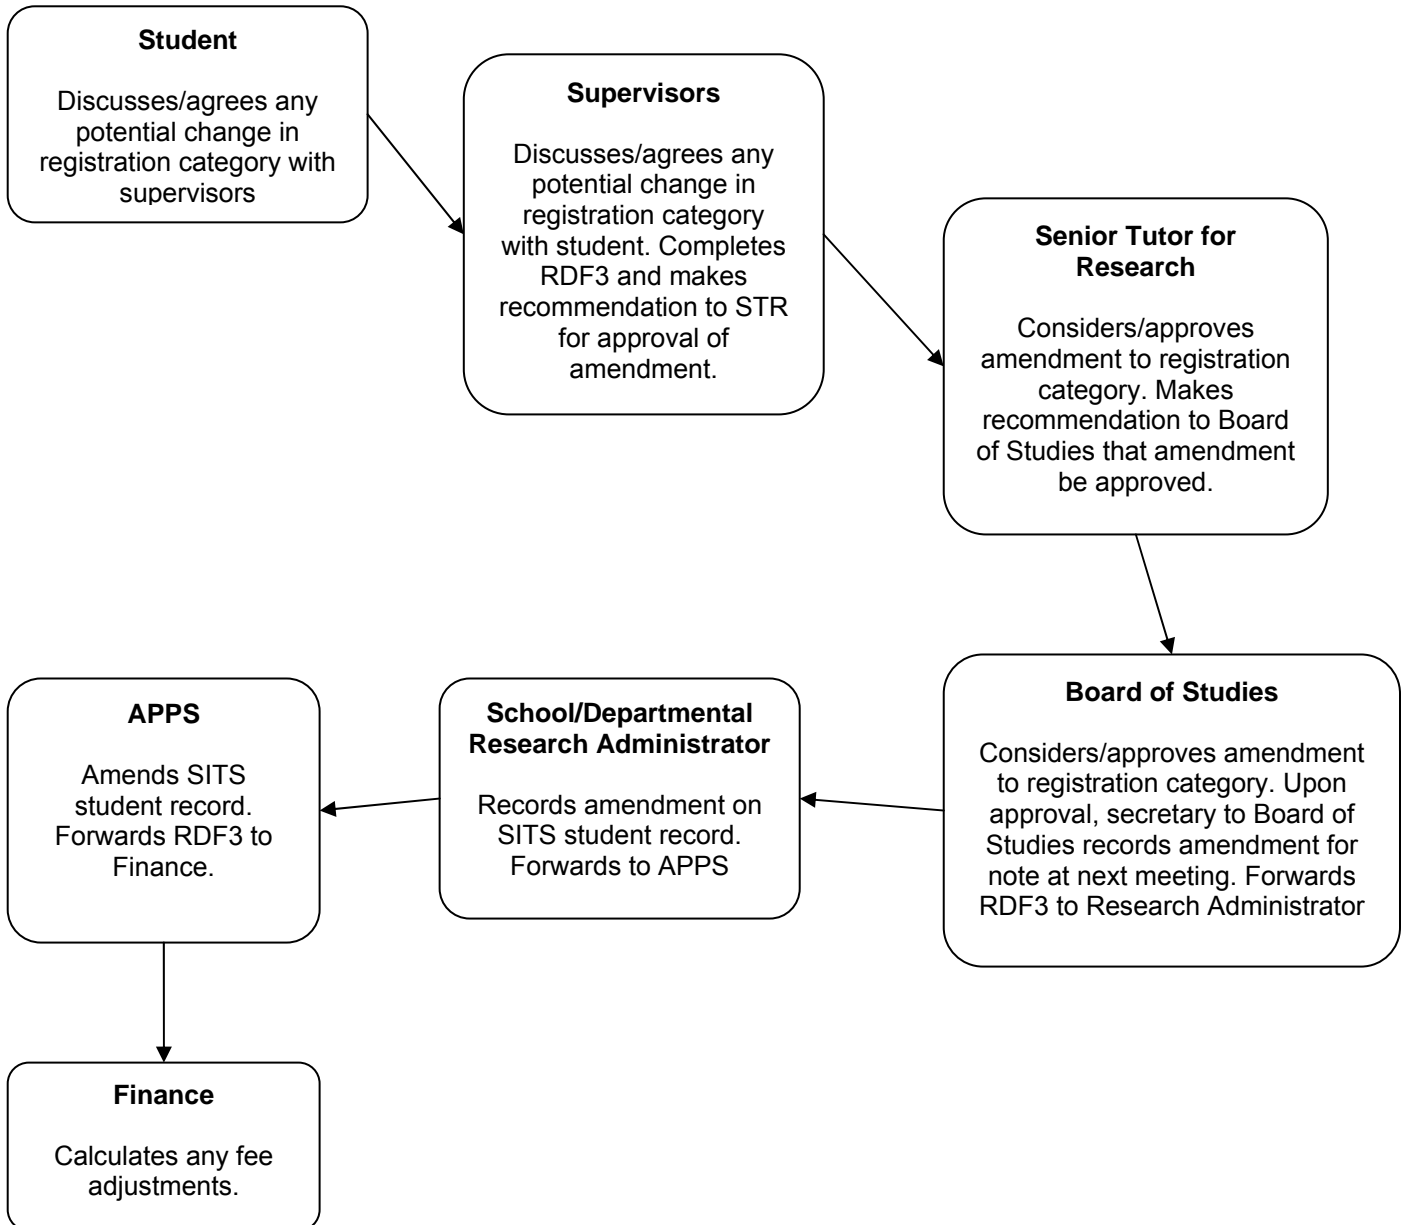 Student
Discusses/agrees any
potential change in
registration category with
supervisors
Supervisors
Discusses/agrees any
potential change in
registration category
with student. Completes
RDF3 and makes
recommendation to STR
for approval of
amendment.
Senior Tutor for
Research
Considers/approves
amendment to registration
category. Makes
recommendation to Board
of Studies that amendment
be approved.
Board of Studies
Considers/approves amendment
to registration category. Upon
approval, secretary to Board of
Studies records amendment for
note at next meeting. Forwards
RDF3 to Research Administrator
School/Departmental
Research Administrator
Records amendment on
SITS student record.
Forwards to APPS
APPS
Amends SITS
student record.
Forwards RDF3 to
Finance.
Finance
Calculates any fee
adjustments.